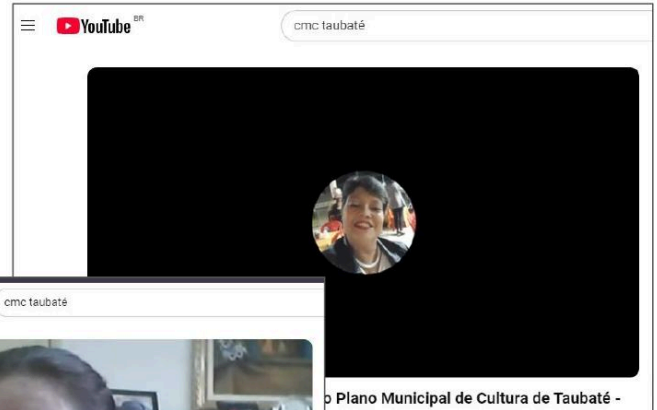 YouTube BR
cmc taubaté
cmc taubaté
o Plano Municipal de Cultura de Taubaté -